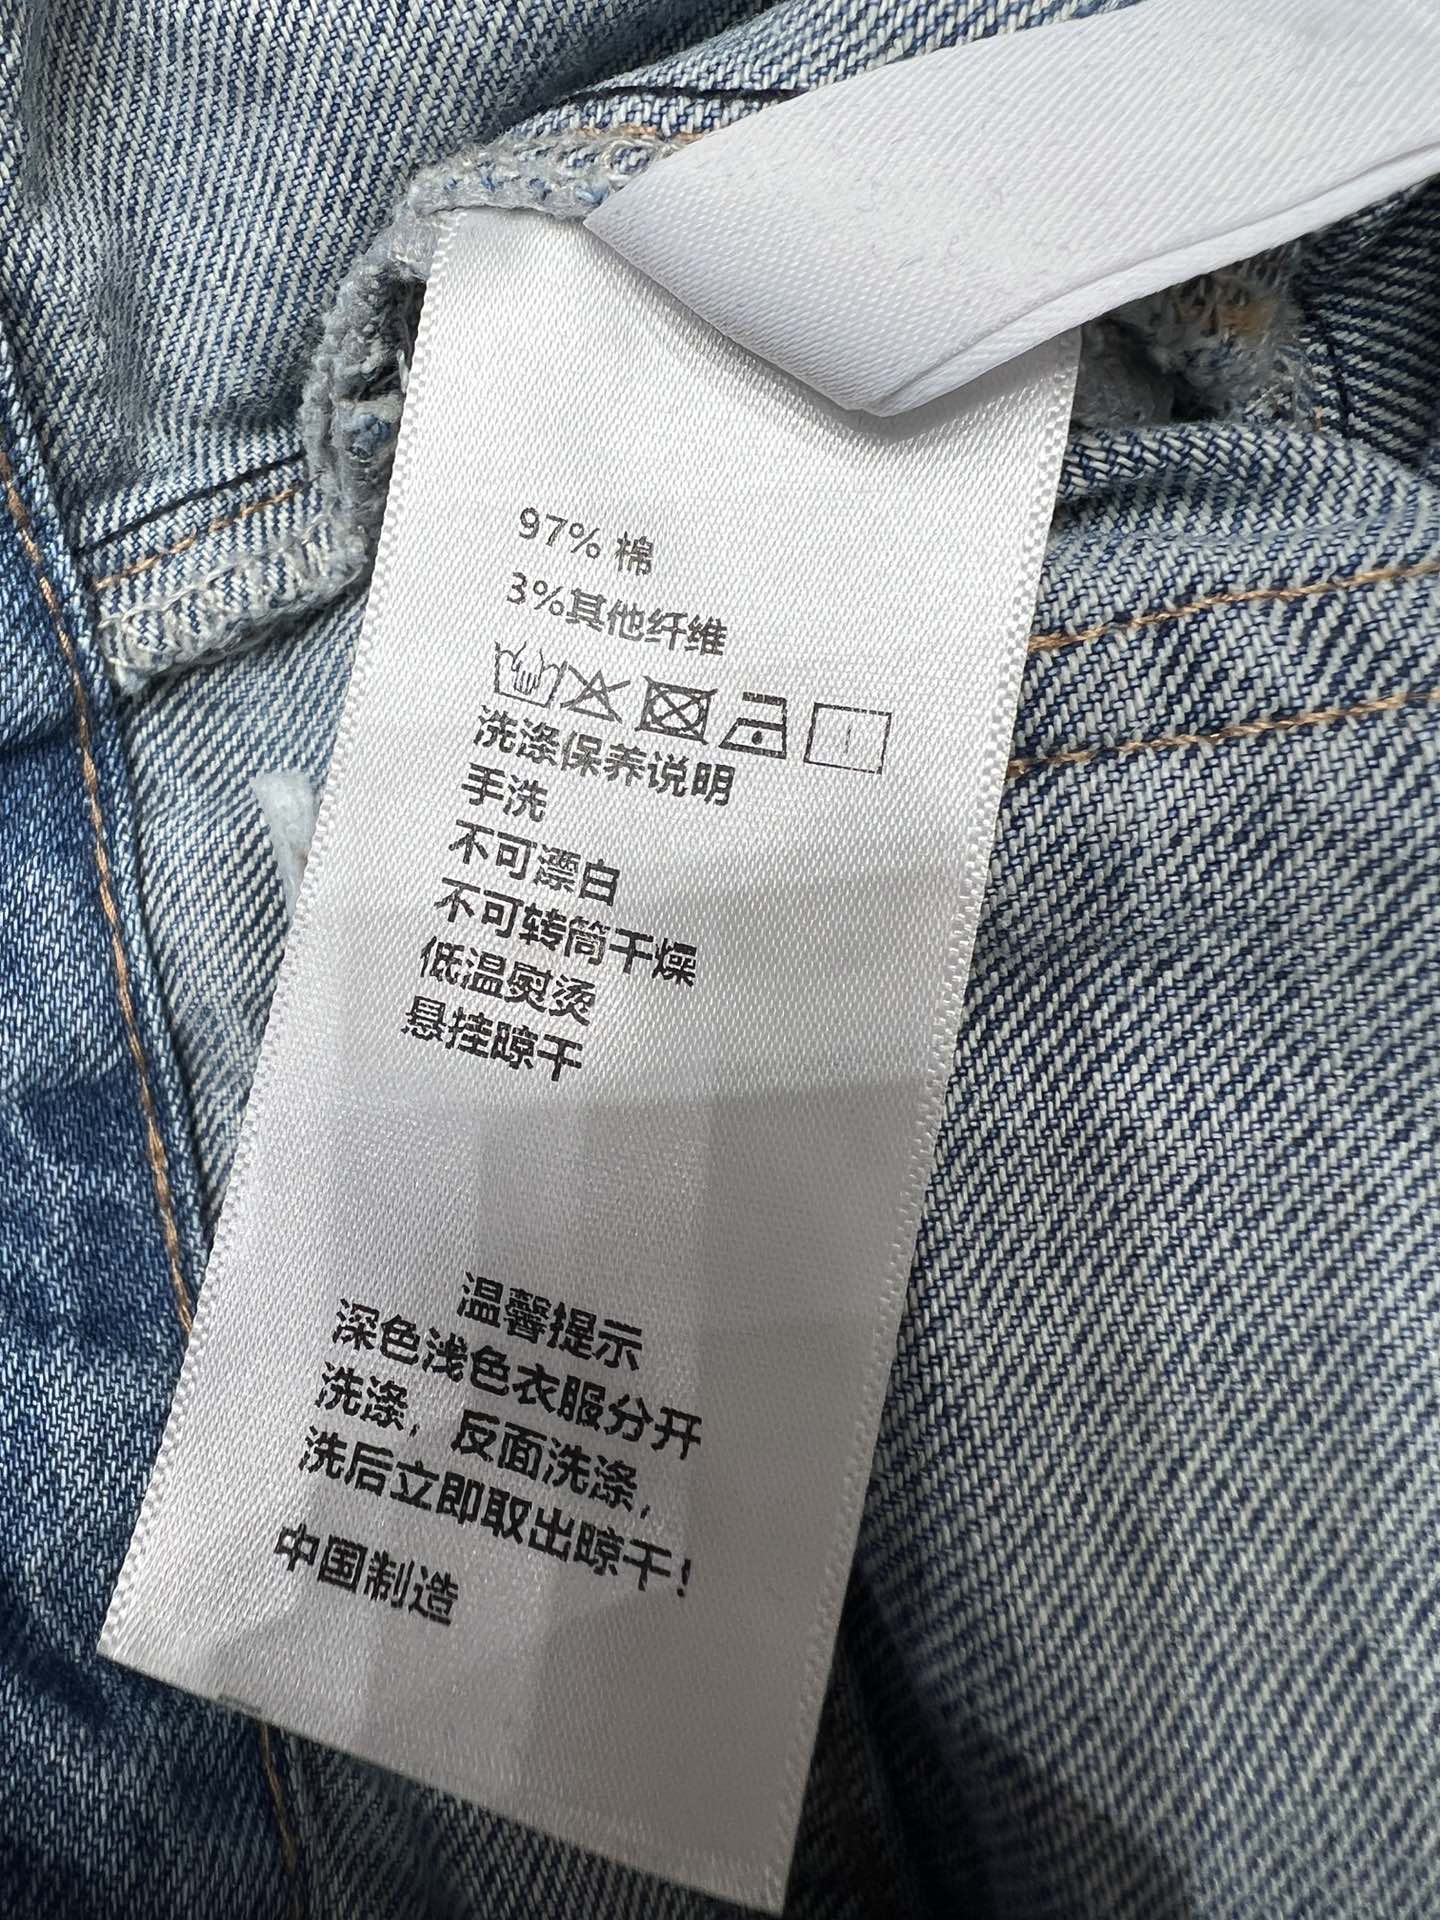 97% 棉
3%其他纤维
洗涤保养说明
手洗
不可漂白
不可转筒干燥
低温熨烫
悬挂晾干
温馨提示
深色浅色衣服分开
洗涤，反面洗涤，
洗后立即取出晾干！
中国制造